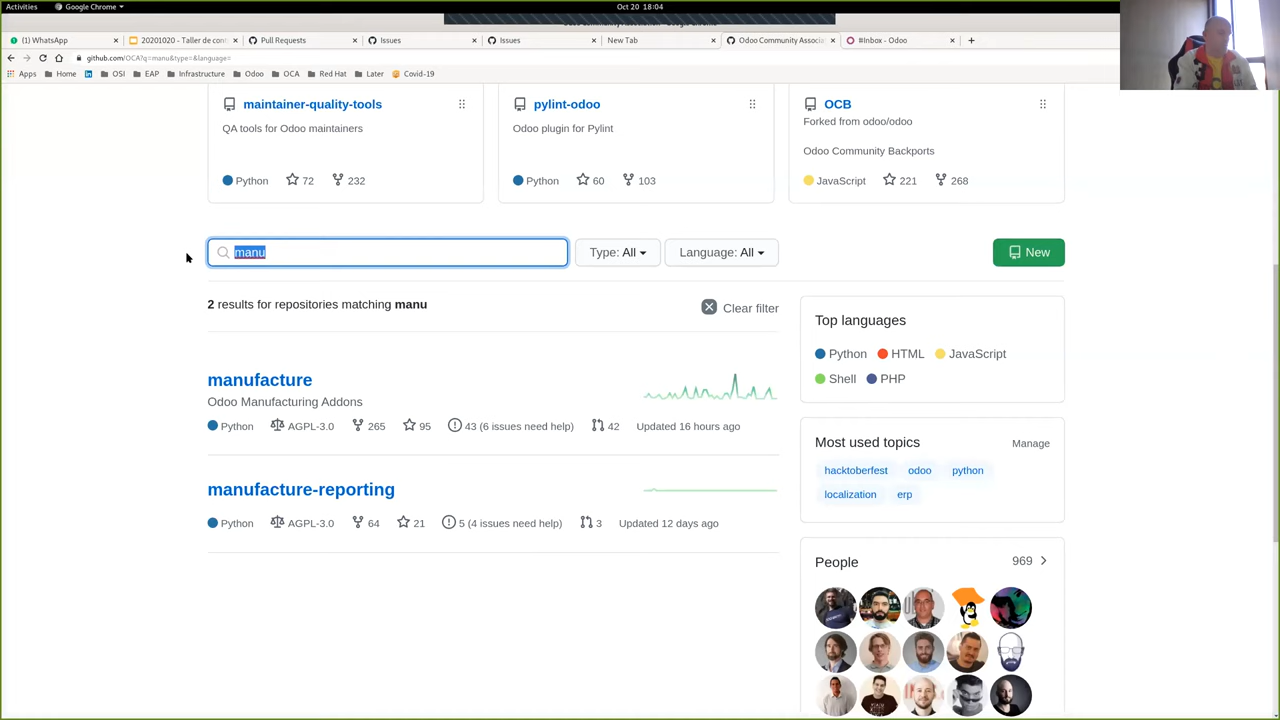 Activities
Google Chrome
Oct 20 18:04
WhatsApp
20201020 - Taller de con
Pull Requests
Issues
Issues
New Tab
Odoo Community Associa
#Inbox - Odoo
github.com/OCA?q=manu&type=&language=
Apps
Home
OSI
EAP
Infrastructure
Odoo
OCA
Red Hat
Later
Covid-19
maintainer-quality-tools
QA tools for Odoo maintainers
Python
72
232
pylint-odoo
Odoo plugin for Pylint
Python
60
103
OCB
Forked from odoo/odoo
Odoo Community Backports
JavaScript
221
268
manu
Type: All
Language: All
New
2 results for repositories matching manu
Clear filter
manufacture
Odoo Manufacturing Addons
Python
AGPL-3.0
265
95
43 (6 issues need help)
42
Updated 16 hours ago
manufacture-reporting
Python
AGPL-3.0
64
21
5 (4 issues need help)
3
Updated 12 days ago
Top languages
Python
HTML
JavaScript
Shell
PHP
Most used topics
Manage
hacktoberfest
odoo
python
localization
erp
People
969